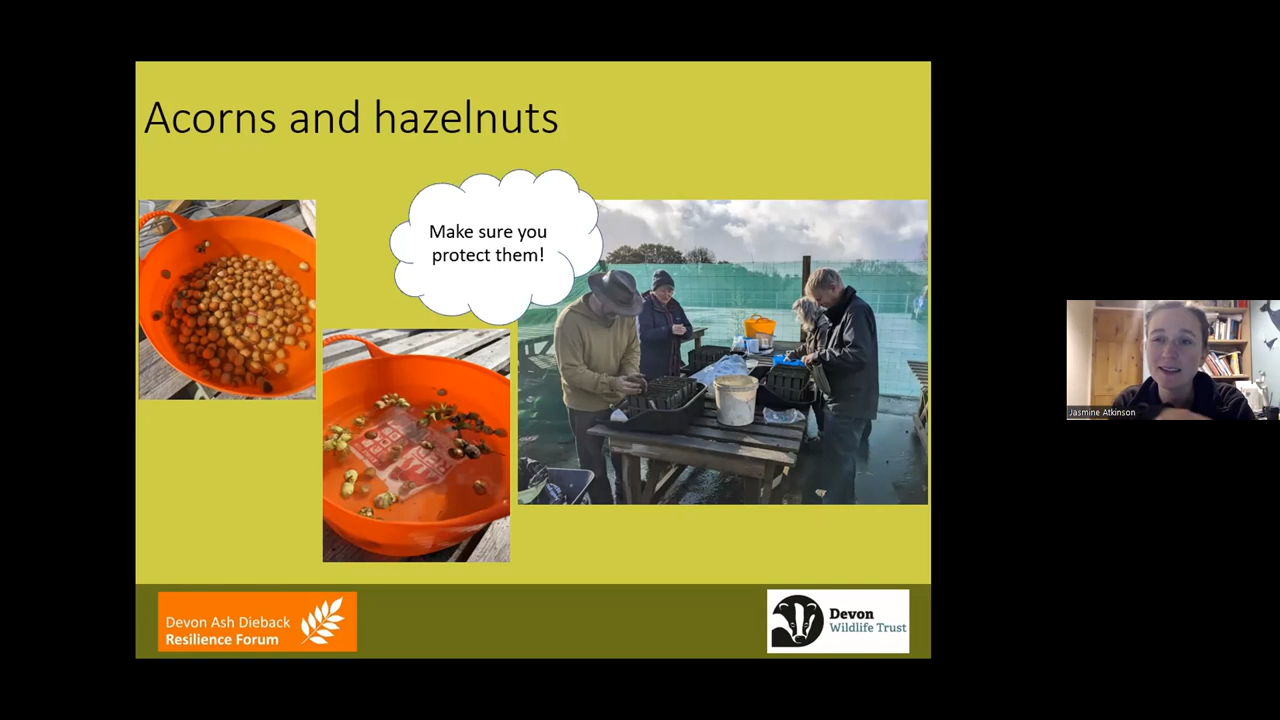 Acorns and hazelnuts
Make sure you
protect them!
Devon Ash Dieback
Resilience Forum
Devon
Wildlife Trust
Jasmine Atkinson